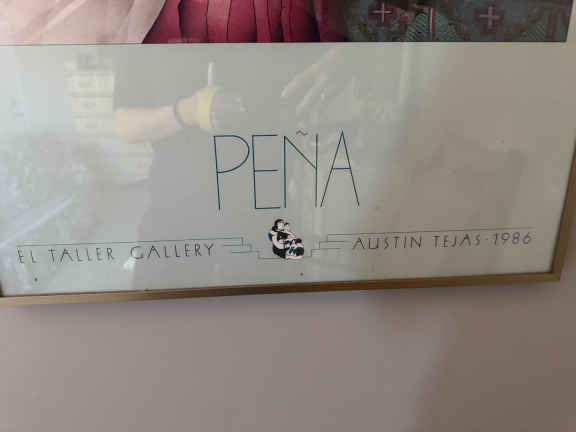 PEÑA
EL TALLER GALLERY AUSTIN TEJAS·1986